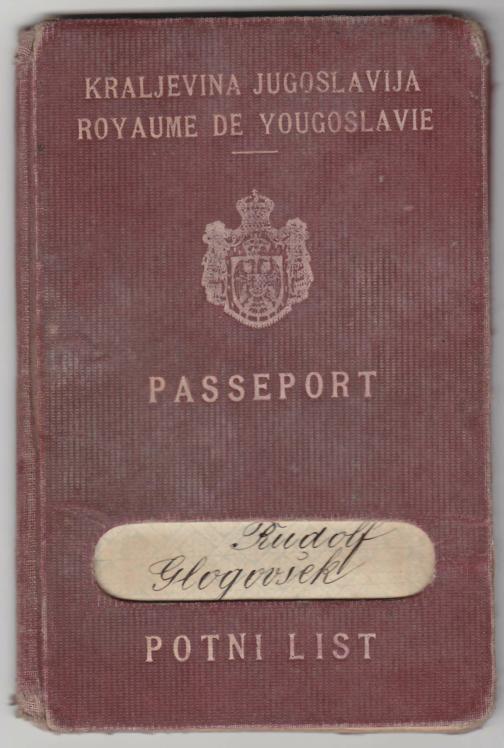 KRALJEVINA JUGOSLAVIJA
ROYAUME DE YOUGOSLAVIE
PASSEPORT
Rudolf
Glogovšek
POTNI LIST